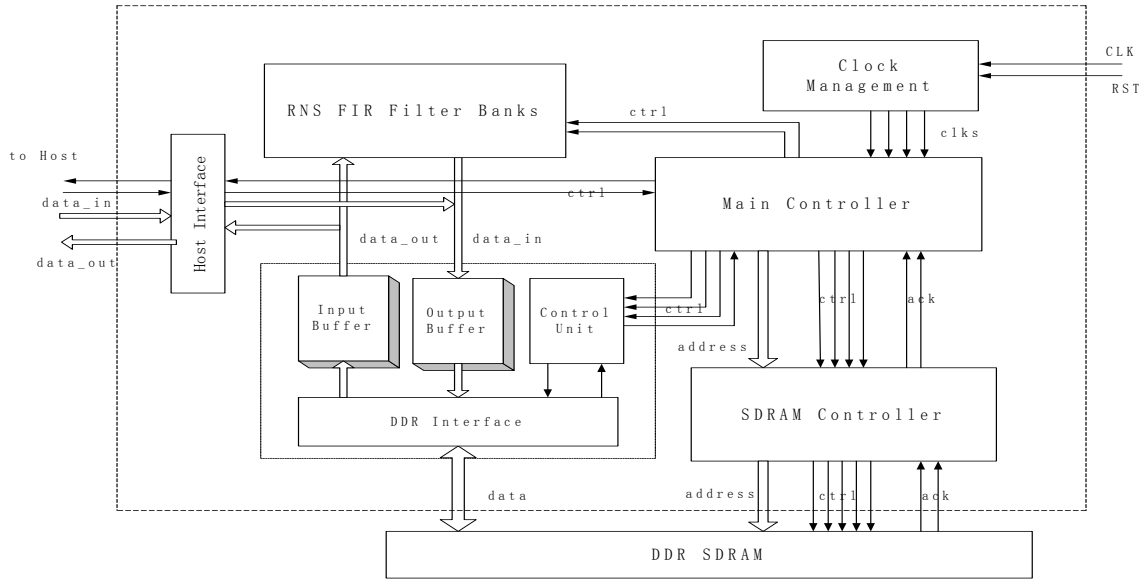 CLK
Clock
Management
RST
RNS FIR Filter Banks
ctrl
clks
to Host
Host Interface
ctrl
data_in
Main Controller
data_out
data_in
data_out
Input
Buffer
Output
Buffer
Control
Unit
ctrl
ctrl
ack
address
SDRAM Controller
DDR Interface
data
address
ctrl
ack
DDR SDRAM